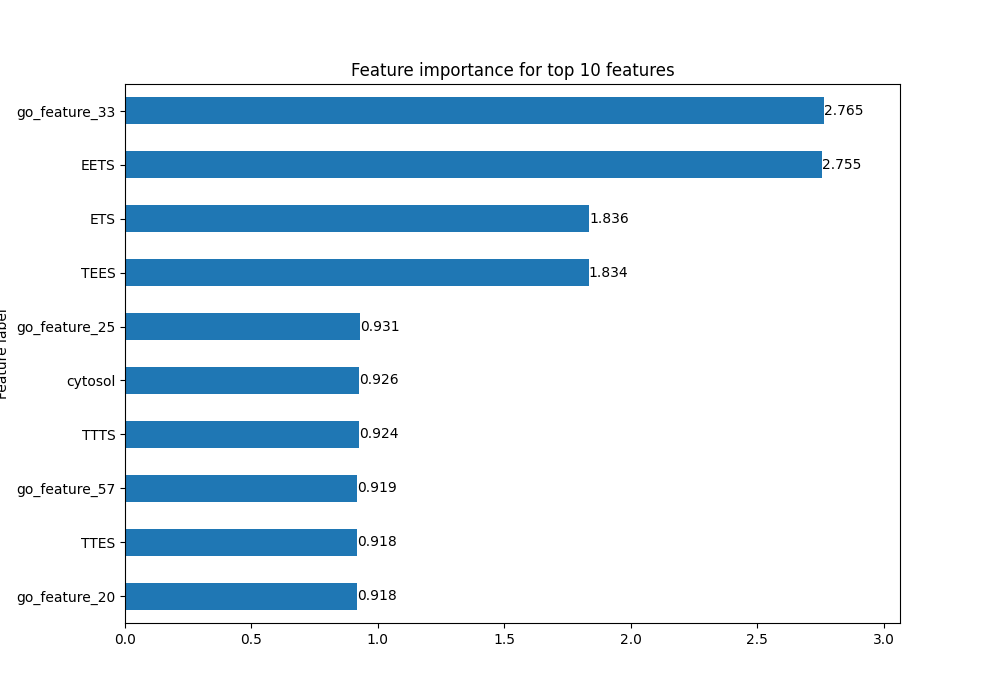 Feature importance for top 10 features
go_feature_33 2.765
EETS 2.755
ETS 1.836
TEES 1.834
go_feature_25 0.931
cytosol 0.926
TTTS 0.924
go_feature_57 0.919
TTES 0.918
go_feature_20 0.918
0.0 0.5 1.0 1.5 2.0 2.5 3.0
Feature label